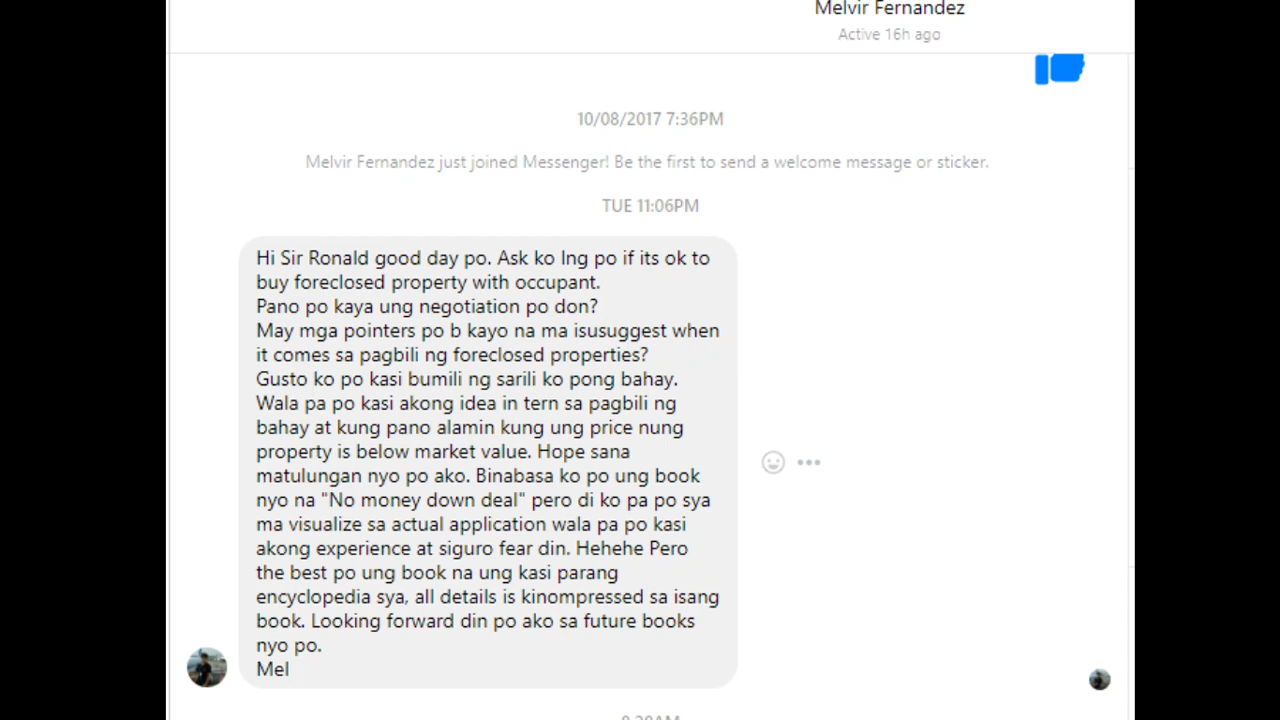 Melvir Fernandez
Active 16h ago
10/08/2017 7:36PM
Melvir Fernandez just joined Messenger! Be the first to send a welcome message or sticker.
TUE 11:06PM
Hi Sir Ronald good day po. Ask ko lng po if its ok to
buy foreclosed property with occupant.
Pano po kaya ung negotiation po don?
May mga pointers po b kayo na ma isusuggest when
it comes sa pagbili ng foreclosed properties?
Gusto ko po kasi bumili ng sarili ko pong bahay.
Wala pa po kasi akong idea in tern sa pagbili ng
bahay at kung pano alamin kung ung price nung
property is below market value. Hope sana
matulungan nyo po ako. Binabasa ko po ung book
nyo na "No money down deal" pero di ko pa po sya
ma visualize sa actual application wala pa po kasi
akong experience at siguro fear din. Hehehe Pero
the best po ung book na ung kasi parang
encyclopedia sya, all details is kinompressed sa isang
book. Looking forward din po ako sa future books
nyo po.
Mel